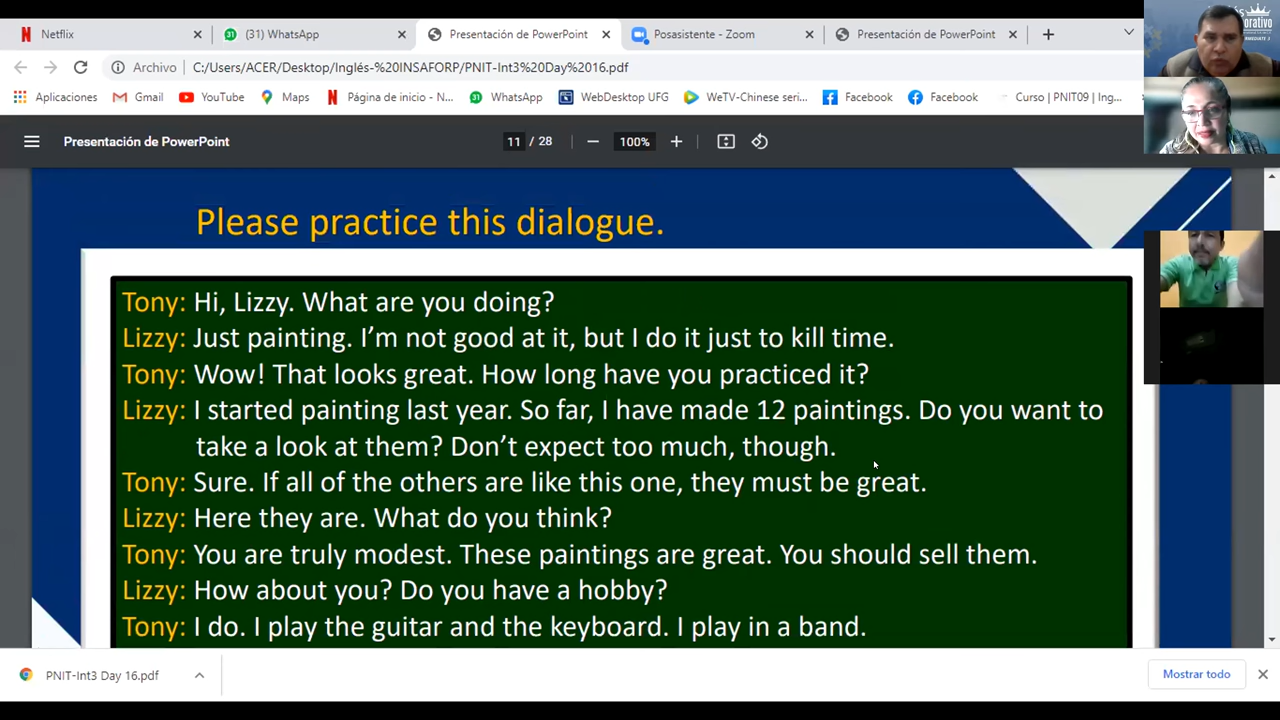 Netflix
(31) WhatsApp
Presentación de PowerPoint
Posasistente - Zoom
Presentación de PowerPoint
Archivo
C:/Users/ACER/Desktop/Inglés-%20INSAFORP/PNIT-Int3%20Day%2016.pdf
Aplicaciones
Gmail
YouTube
Maps
Página de inicio - N...
WhatsApp
WebDesktop UFG
WeTV-Chinese seri...
Facebook
Facebook
Curso | PNIT09 | Ing...
Presentación de PowerPoint
11 / 28
100%
Please practice this dialogue.
Tony: Hi, Lizzy. What are you doing?
Lizzy: Just painting. I'm not good at it, but I do it just to kill time.
Tony: Wow! That looks great. How long have you practiced it?
Lizzy: I started painting last year. So far, I have made 12 paintings. Do you want to
take a look at them? Don't expect too much, though.
Tony: Sure. If all of the others are like this one, they must be great.
Lizzy: Here they are. What do you think?
Tony: You are truly modest. These paintings are great. You should sell them.
Lizzy: How about you? Do you have a hobby?
Tony: I do. I play the guitar and the keyboard. I play in a band.
PNIT-Int3 Day 16.pdf
Mostrar todo